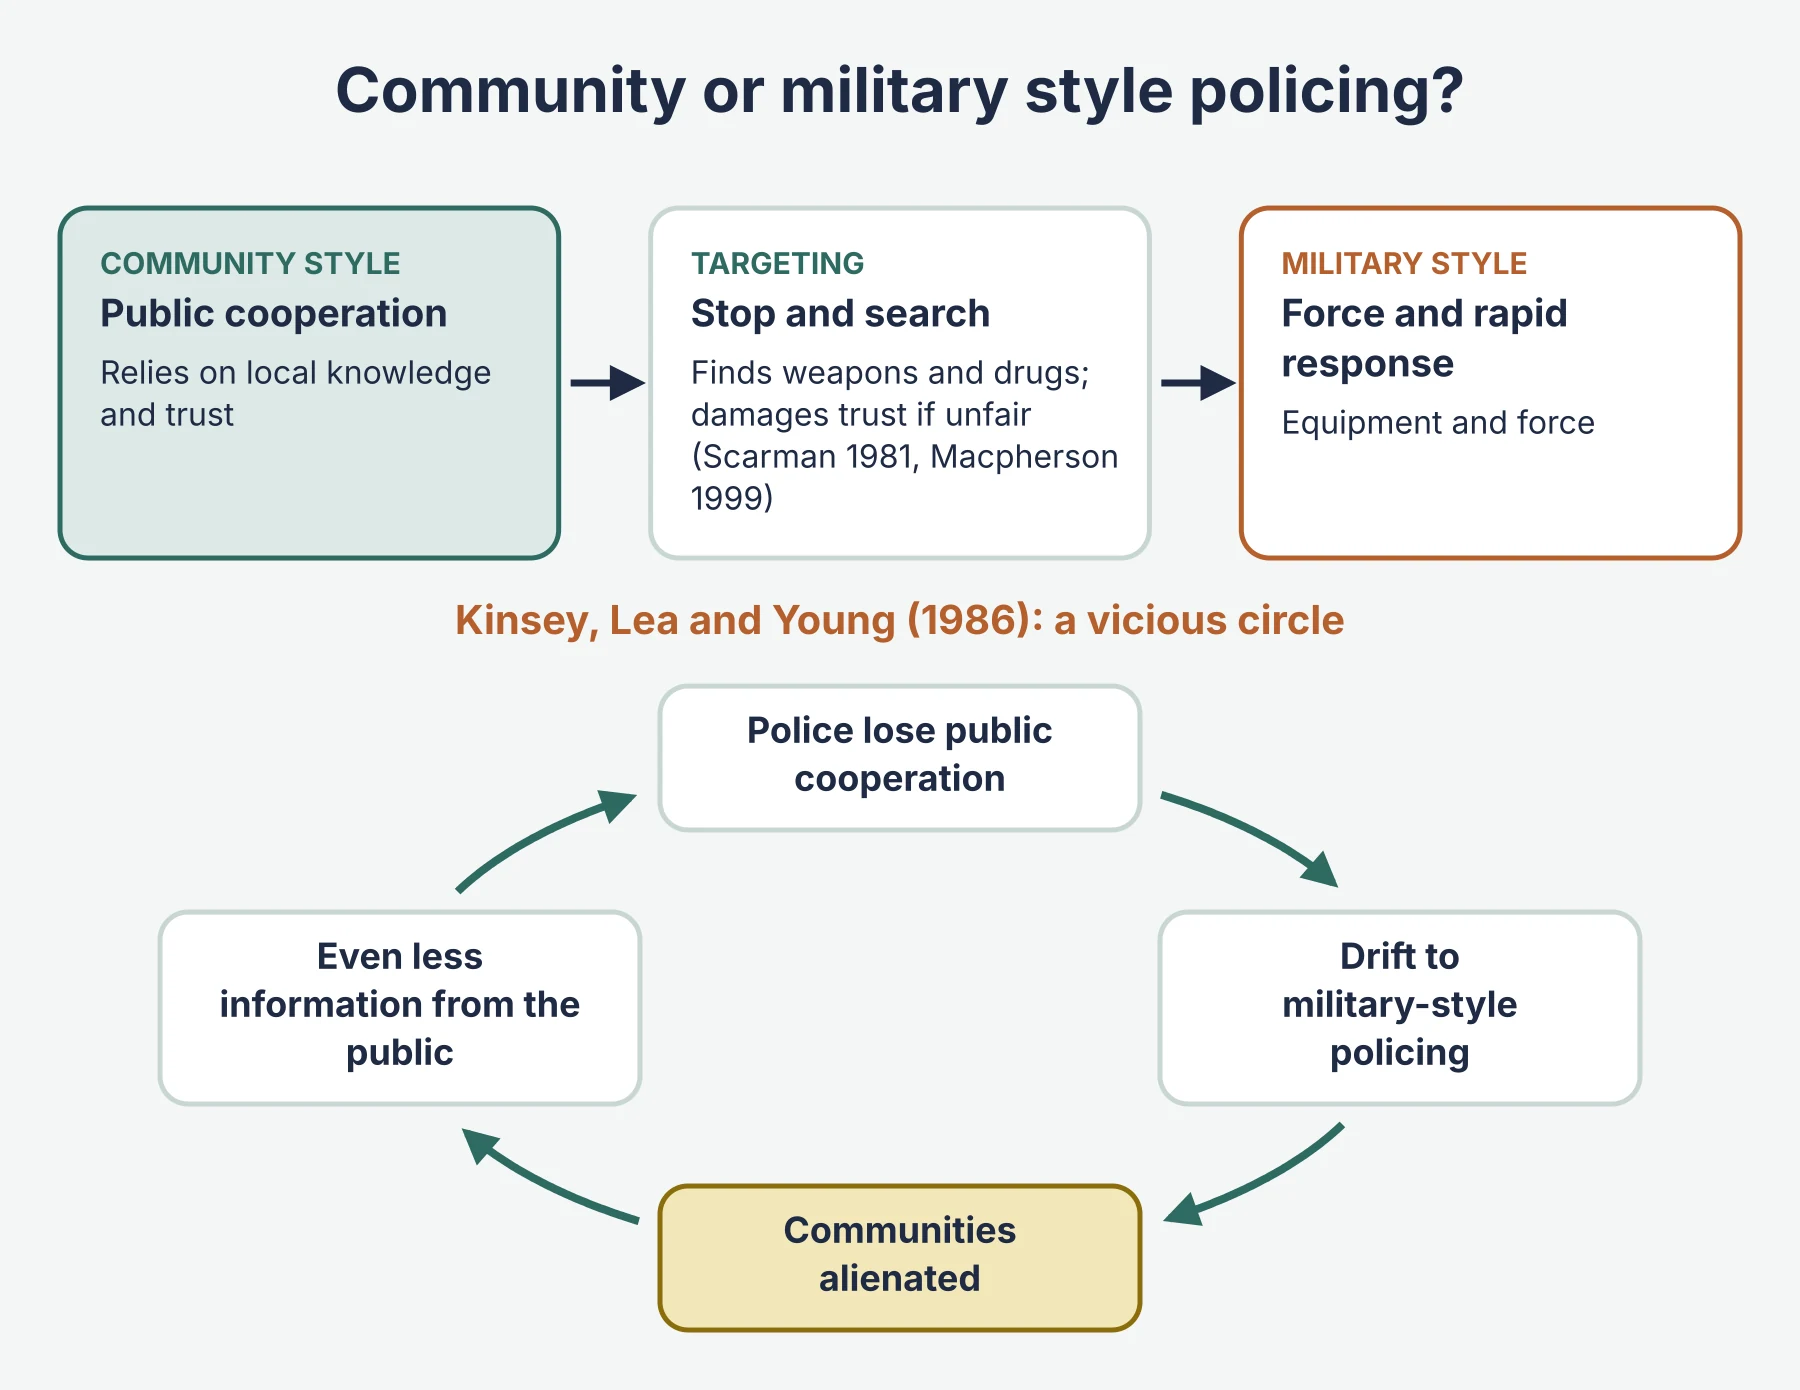 Community or military style policing?
COMMUNITY STYLE
Public cooperation
Relies on local knowledge
and trust
TARGETING
Stop and search
Finds weapons and drugs;
damages trust if unfair
(Scarman 1981, Macpherson
1999)
MILITARY STYLE
Force and rapid
response
Equipment and force
Kinsey, Lea and Young (1986): a vicious circle
Police lose public
cooperation
Drift to
military-style
policing
Communities
alienated
Even less
information from the
public